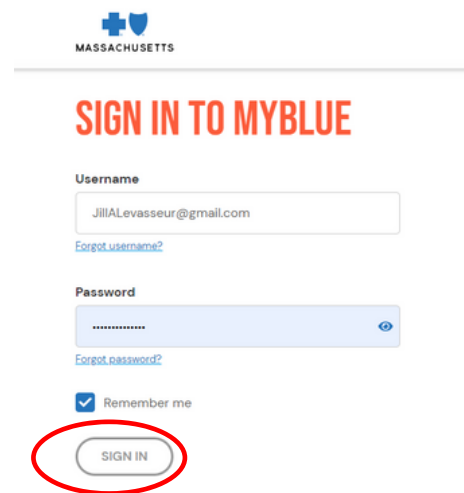 MASSACHUSETTS
SIGN IN TO MYBLUE
Username
JillALevasseur@gmail.com
Forgot username?
Password
••••••••••••••
Forgot password?
Remember me
SIGN IN